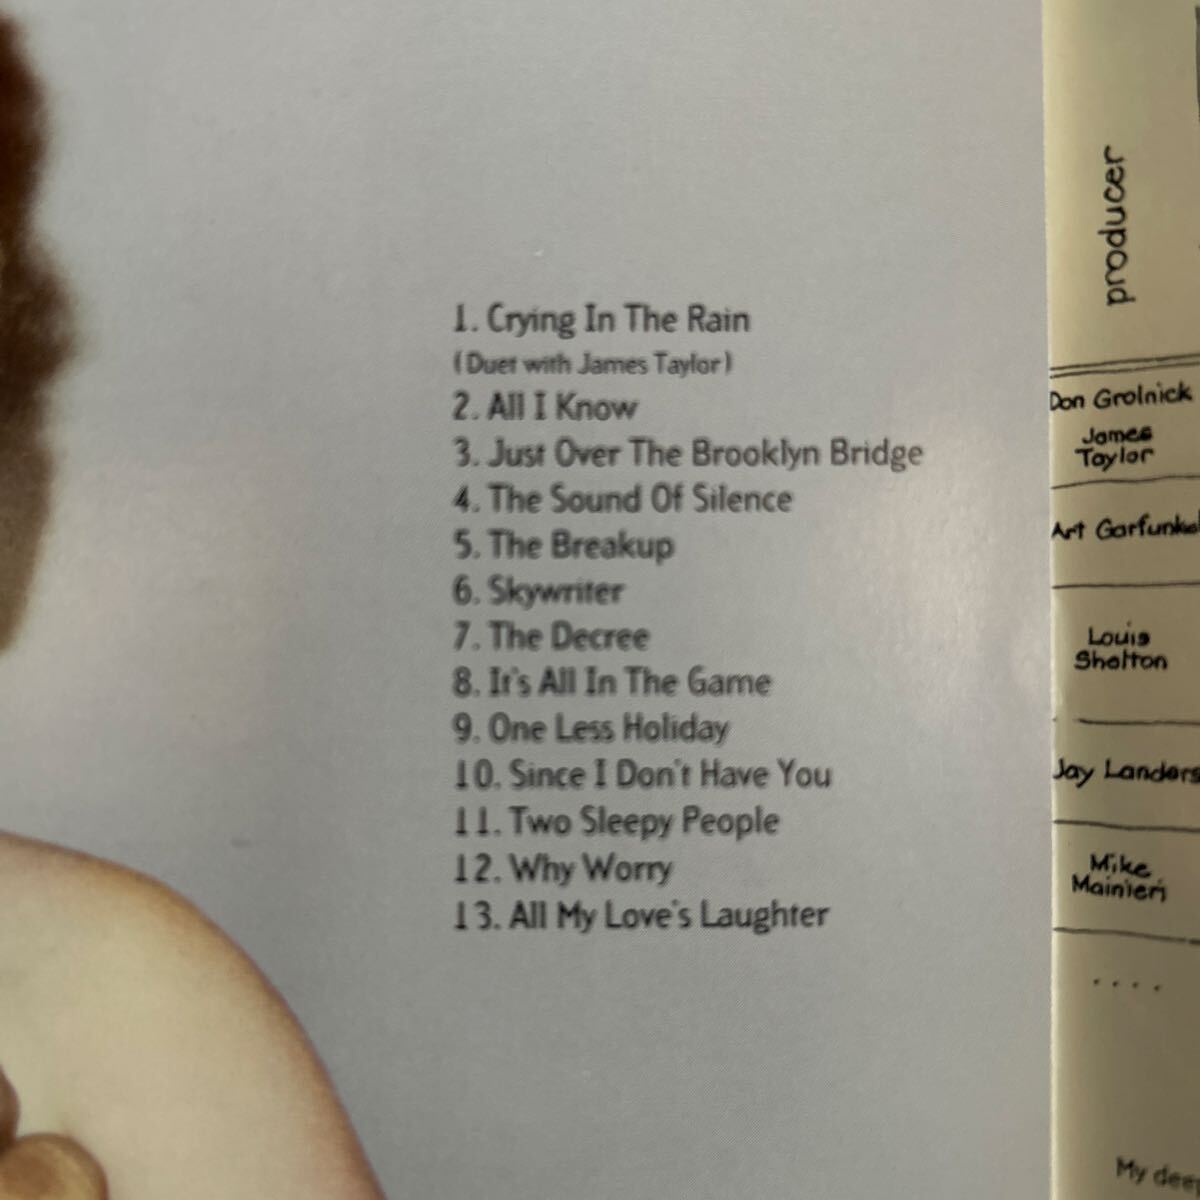 1. Crying In The Rain
(Duet with James Taylor)
2. All I Know
3. Just Over The Brooklyn Bridge
4. The Sound Of Silence
5. The Breakup
6. Skywriter
7. The Decree
8. It's All In The Game
9. One Less Holiday
10. Since I Don't Have You
11. Two Sleepy People
12. Why Worry
13. All My Love's Laughter
producer
Don Grolnick
James
Taylor
Art Garfunkel
Louis
Shelton
Jay Landers
Mike
Mainieri
....
My